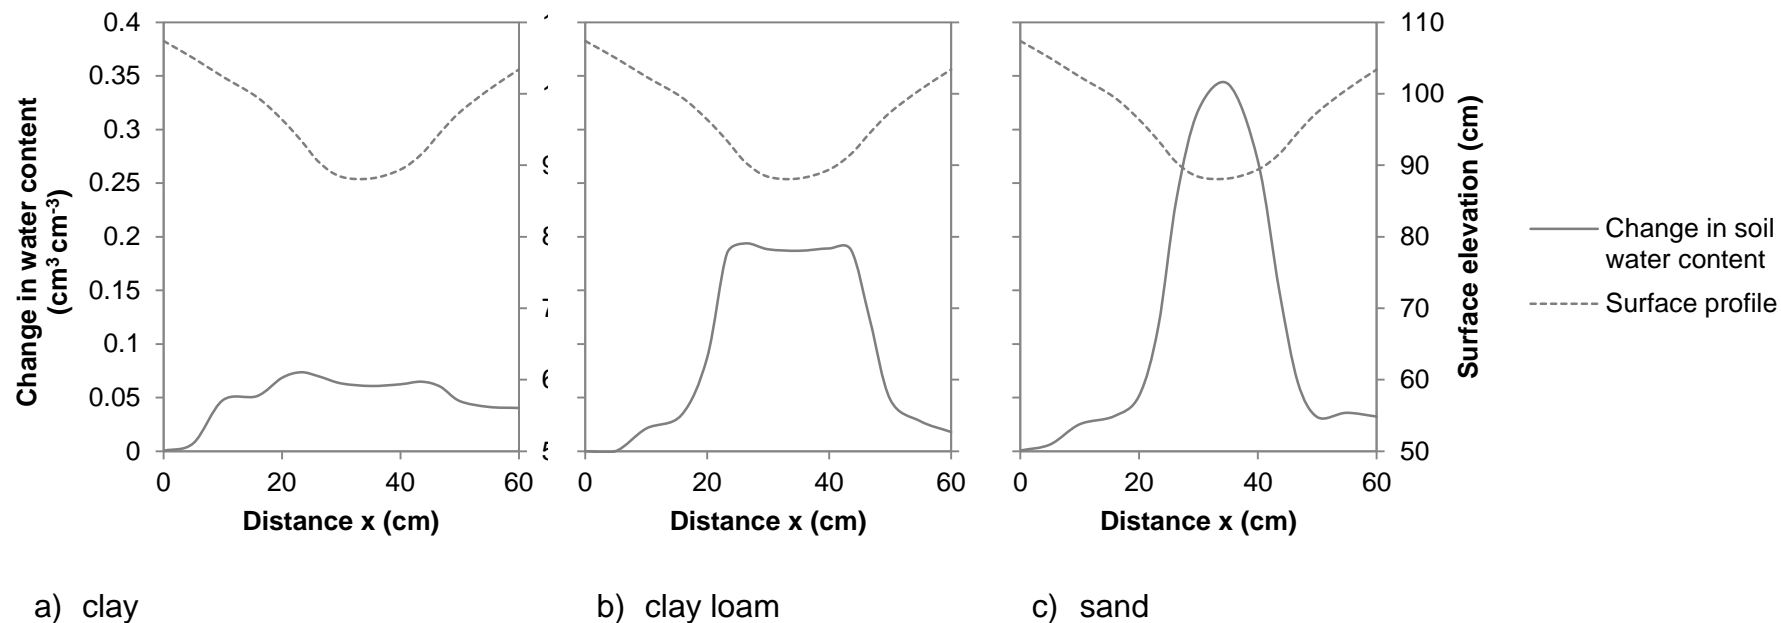 0.4
0.35
0.3
0.25
0.2
0.15
0.1
0.05
0
Change in water content
(cm³ cm⁻³)
0 20 40 60
Distance x (cm)
0 20 40 60
Distance x (cm)
0 20 40 60
Distance x (cm)
110
100
90
80
70
60
50
Surface elevation (cm)
Change in soil
water content
Surface profile
a) clay
b) clay loam
c) sand